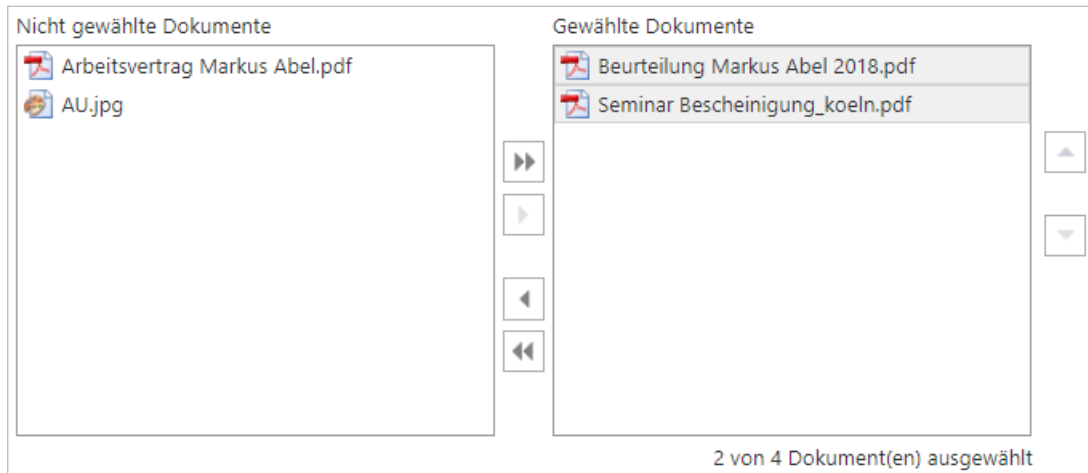 Nicht gewählte Dokumente
Arbeitsvertrag Markus Abel.pdf
AU.jpg
Gewählte Dokumente
Beurteilung Markus Abel 2018.pdf
Seminar Bescheinigung_koeln.pdf
2 von 4 Dokument(en) ausgewählt